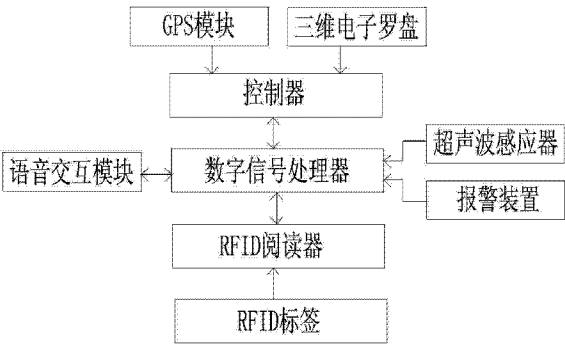 GPS模块
三维电子罗盘
控制器
超声波感应器
语音交互模块
数字信号处理器
报警装置
RFID阅读器
RFID标签